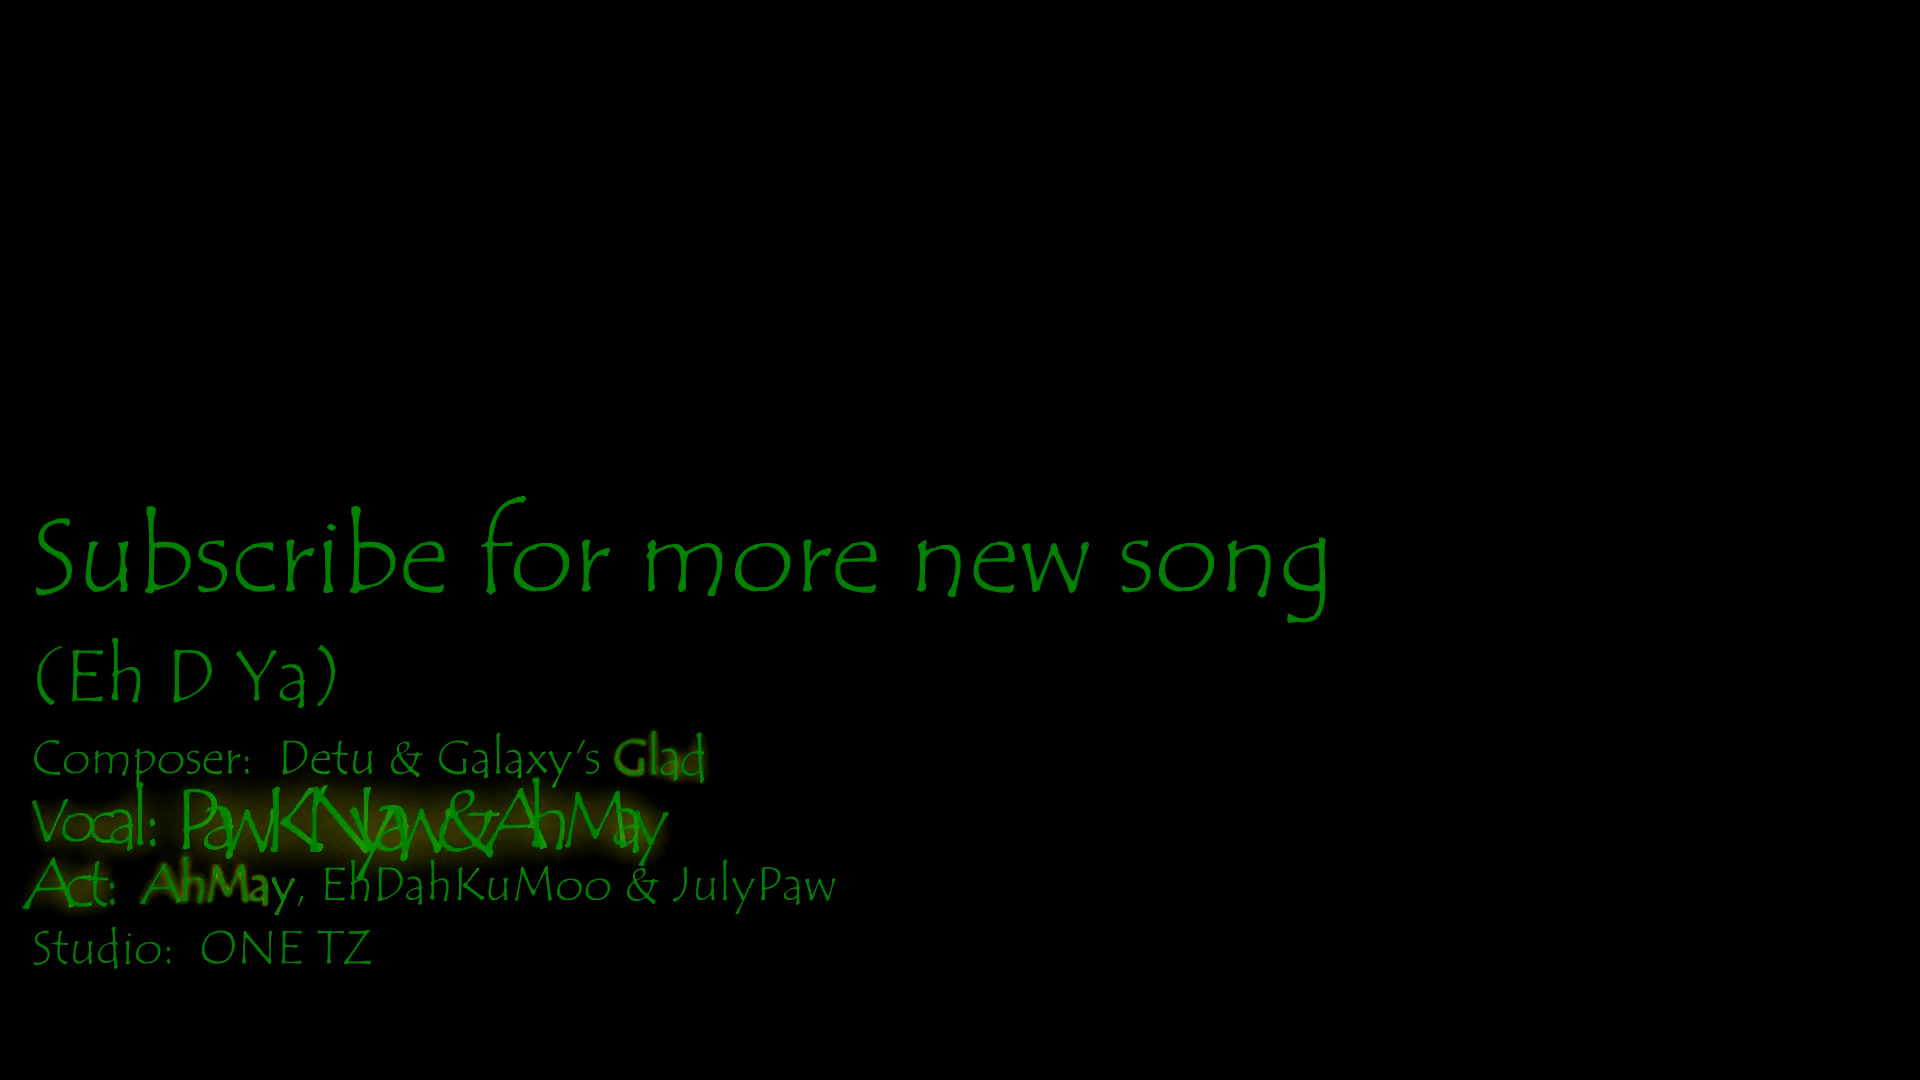 Subscribe for more new song
(Eh D Ya)
Composer: Detu & Galaxy's Glad
Vocal: PawKNyaw&AhMay
Act: AhMay, EhDahKuMoo & JulyPaw
Studio: ONE TZ